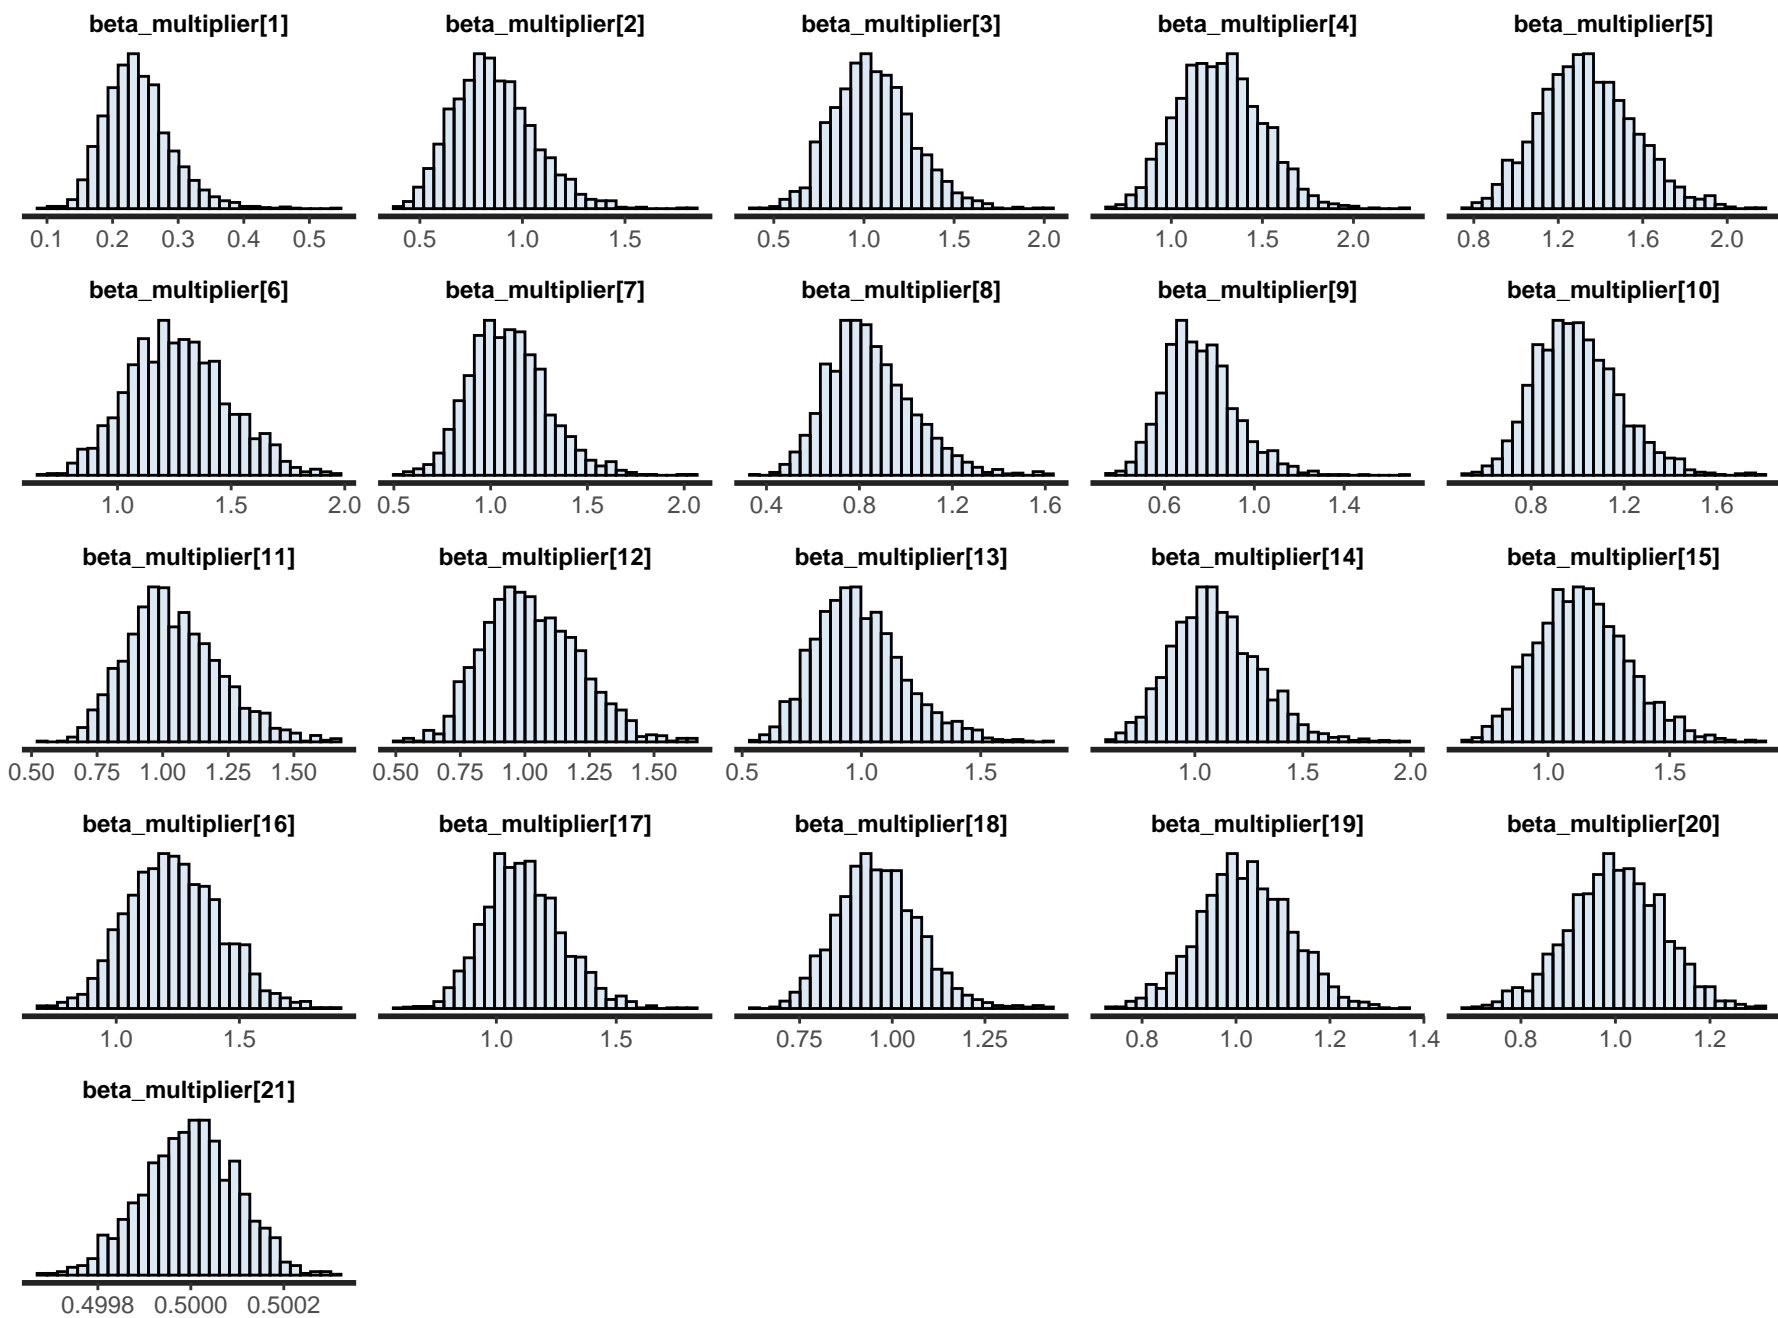 beta_multiplier[1] beta_multiplier[2] beta_multiplier[3] beta_multiplier[4] beta_multiplier[5]
0.1 0.2 0.3 0.4 0.5 0.5 1.0 1.5 0.5 1.0 1.5 2.0 1.0 1.5 2.0 0.8 1.2 1.6 2.0
beta_multiplier[6] beta_multiplier[7] beta_multiplier[8] beta_multiplier[9] beta_multiplier[10]
1.0 1.5 2.0 0.5 1.0 1.5 2.0 0.4 0.8 1.2 1.6 0.6 1.0 1.4 0.8 1.2 1.6
beta_multiplier[11] beta_multiplier[12] beta_multiplier[13] beta_multiplier[14] beta_multiplier[15]
0.50 0.75 1.00 1.25 1.50 0.50 0.75 1.00 1.25 1.50 0.5 1.0 1.5 1.0 1.5 2.0 1.0 1.5
beta_multiplier[16] beta_multiplier[17] beta_multiplier[18] beta_multiplier[19] beta_multiplier[20]
1.0 1.5 1.0 1.5 0.75 1.00 1.25 0.8 1.0 1.2 1.4 0.8 1.0 1.2
beta_multiplier[21]
0.4998 0.5000 0.5002